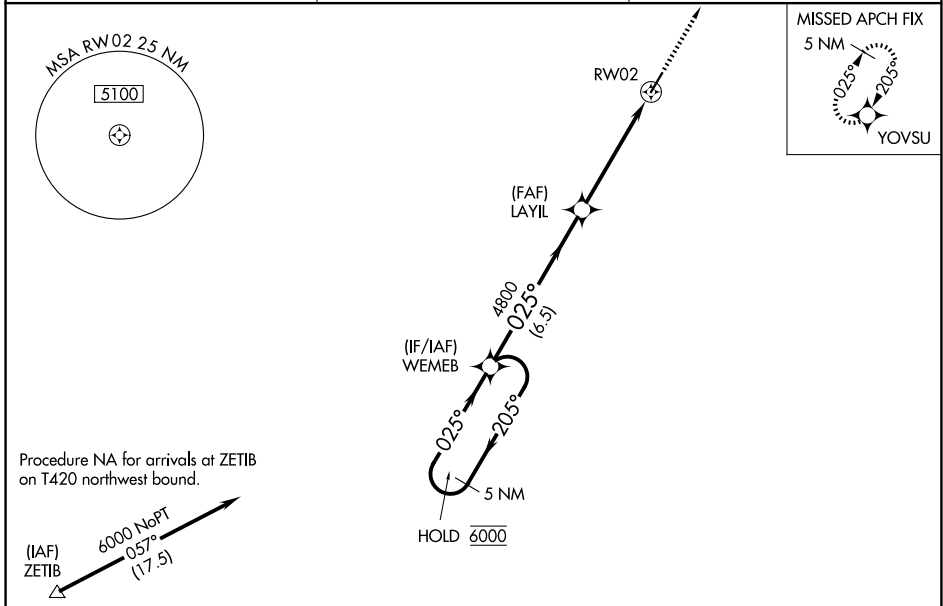 MSA RW02 25 NM
5100
RW02
MISSED APCH FIX
5 NM
025°
205°
YOVSU
(FAF)
LAYIL
4800
025°
(6.5)
(IF/IAF)
WEMEB
025°
205°
5 NM
HOLD 6000
Procedure NA for arrivals at ZETIB
on T420 northwest bound.
6000 NoPT
057°
(17.5)
(IAF)
ZETIB